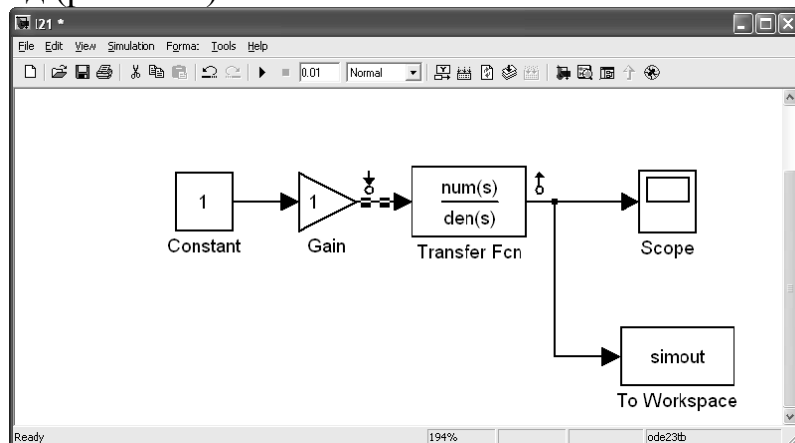 l21 *
File Edit View Simulation Forma: Tools Help
0.01 Normal
1
Constant
1
Gain
num(s)
den(s)
Transfer Fcn
Scope
simout
To Workspace
Ready 194% ode23tb